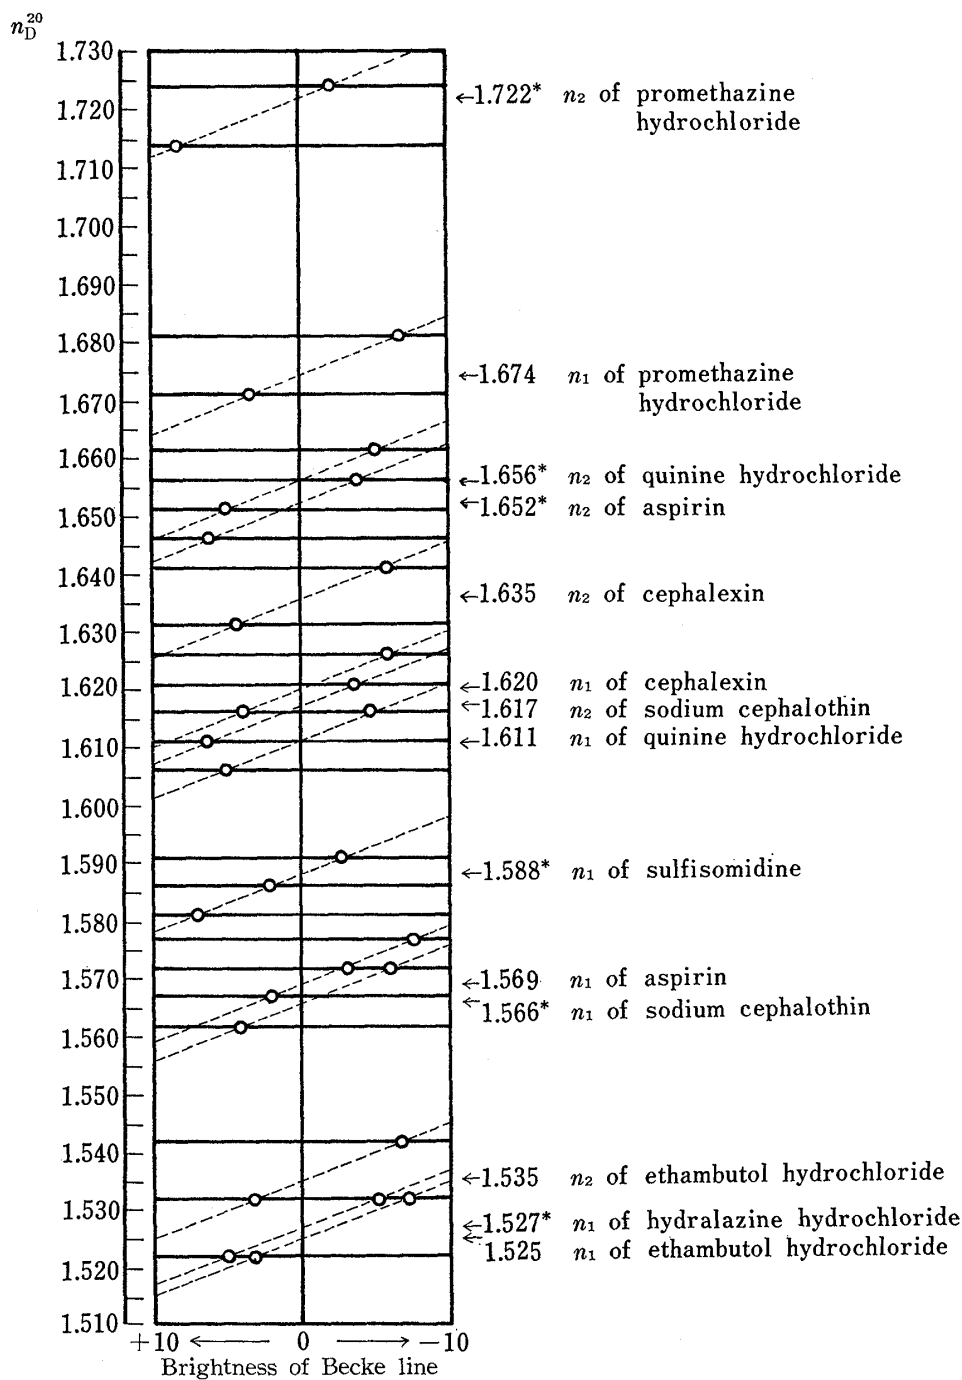 n_D^20
1.730
1.720
1.710
1.700
1.690
1.680
1.670
1.660
1.650
1.640
1.630
1.620
1.610
1.600
1.590
1.580
1.570
1.560
1.550
1.540
1.530
1.520
1.510
←1.722* n₂ of promethazine
hydrochloride
←1.674 n₁ of promethazine
hydrochloride
←1.656* n₂ of quinine hydrochloride
←1.652* n₂ of aspirin
←1.635 n₂ of cephalexin
←1.620 n₁ of cephalexin
←1.617 n₂ of sodium cephalothin
←1.611 n₁ of quinine hydrochloride
←1.588* n₁ of sulfisomidine
←1.569 n₁ of aspirin
←1.566* n₁ of sodium cephalothin
←1.535 n₂ of ethambutol hydrochloride
←1.527* n₁ of hydralazine hydrochloride
←1.525 n₁ of ethambutol hydrochloride
+10 ← 0 → −10
Brightness of Becke line